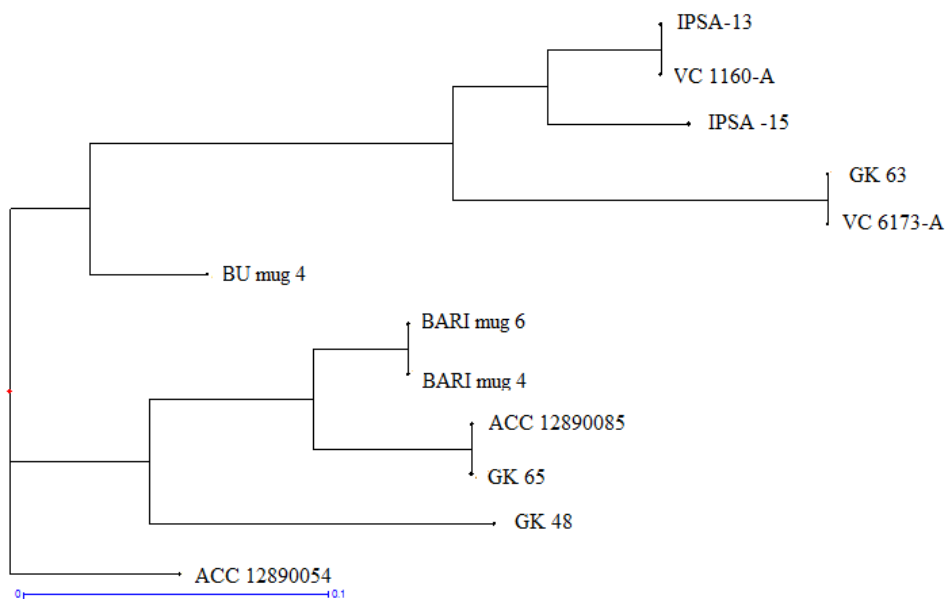 IPSA-13
VC 1160-A
IPSA -15
GK 63
VC 6173-A
BU mug 4
BARI mug 6
BARI mug 4
ACC 12890085
GK 65
GK 48
ACC 12890054
0 0.1